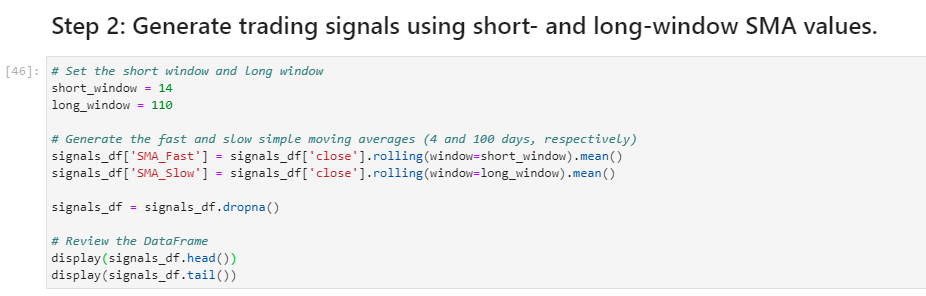 Step 2: Generate trading signals using short- and long-window SMA values.
[46]: # Set the short window and long window
short_window = 14
long_window = 110
# Generate the fast and slow simple moving averages (4 and 100 days, respectively)
signals_df['SMA_Fast'] = signals_df['close'].rolling(window=short_window).mean()
signals_df['SMA_Slow'] = signals_df['close'].rolling(window=long_window).mean()
signals_df = signals_df.dropna()
# Review the DataFrame
display(signals_df.head())
display(signals_df.tail())